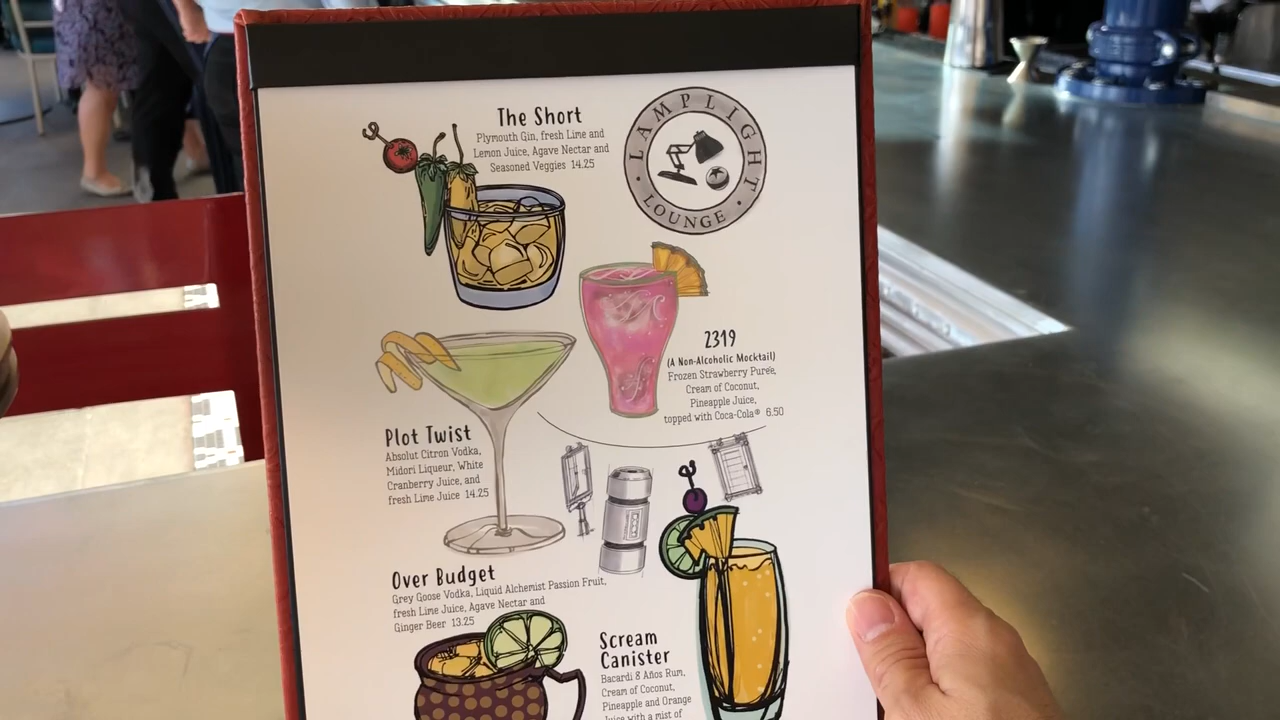 The Short
Plymouth Gin, fresh Lime and
Lemon Juice, Agave Nectar and
Seasoned Veggies 14.25
LAMPLIGHT
LOUNGE
2319
(A Non-Alcoholic Mocktail)
Frozen Strawberry Pureé,
Cream of Coconut,
Pineapple Juice,
topped with Coca-Cola® 6.50
Plot Twist
Absolut Citron Vodka,
Midori Liqueur, White
Cranberry Juice, and
fresh Lime Juice 14.25
Over Budget
Grey Goose Vodka, Liquid Alchemist Passion Fruit,
fresh Lime Juice, Agave Nectar and
Ginger Beer 13.25
Scream
Canister
Bacardi 8 Años Rum,
Cream of Coconut,
Pineapple and Orange
Juice with a mist of